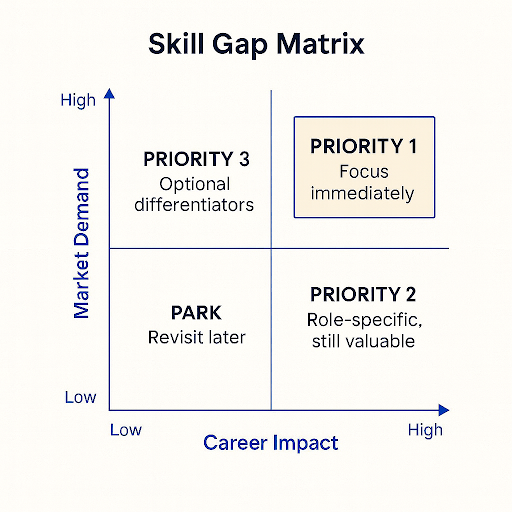 Skill Gap Matrix
High
Market Demand
PRIORITY 3
Optional
differentiators
PRIORITY 1
Focus
immediately
PARK
Revisit later
PRIORITY 2
Role-specific,
still valuable
Low
Low
Career Impact
High